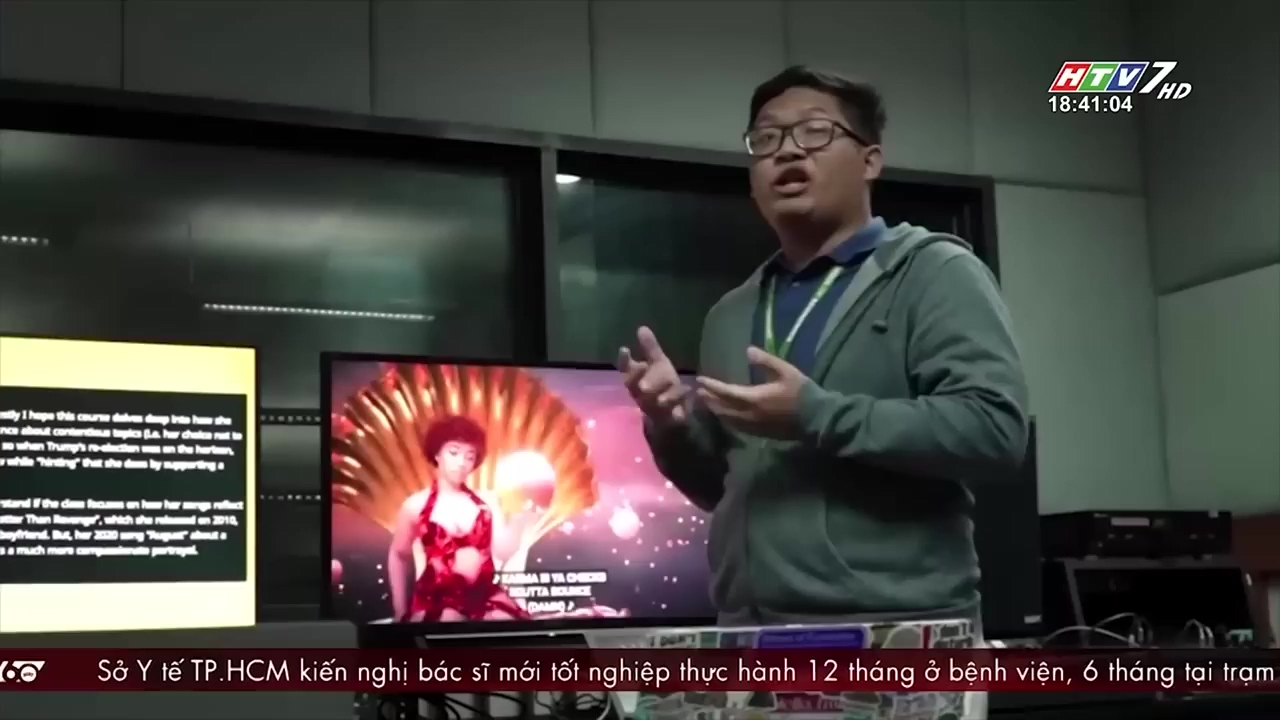 HTV7 HD
18:41:04
I hope this course delves deep into how she
about contentious topics (i.e. her choice not to
so when Trump's re-election was on the horizon,
while "hinting" that she does by supporting a
if the class focuses on how her songs reflect
Than Revenge", which she released on 2010,
boyfriend. But, her 2020 song "August" about a
a much more compassionate portrayal.
♪ KARMA IS YA CHECKS
BOUTTA BOUNCE
(DAMN) ♪
60 giây
Sở Y tế TP.HCM kiến nghị bác sĩ mới tốt nghiệp thực hành 12 tháng ở bệnh viện, 6 tháng tại trạm